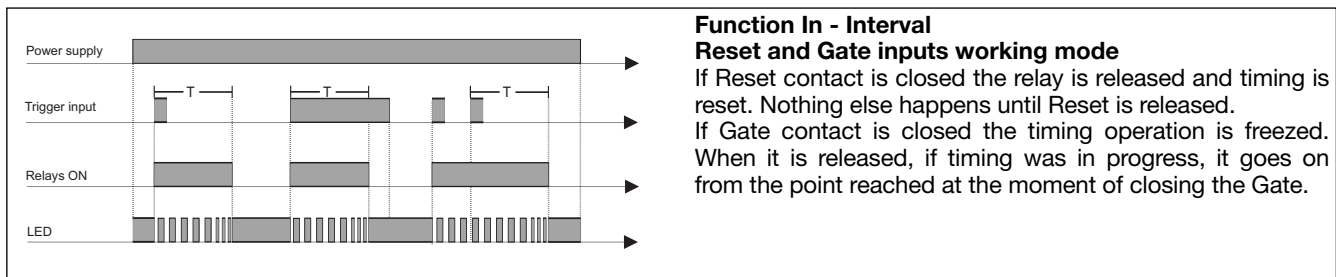 Power supply
T
T
T
Trigger input
Relays ON
LED
Function In - Interval
Reset and Gate inputs working mode
If Reset contact is closed the relay is released and timing is
reset. Nothing else happens until Reset is released.
If Gate contact is closed the timing operation is freezed.
When it is released, if timing was in progress, it goes on
from the point reached at the moment of closing the Gate.